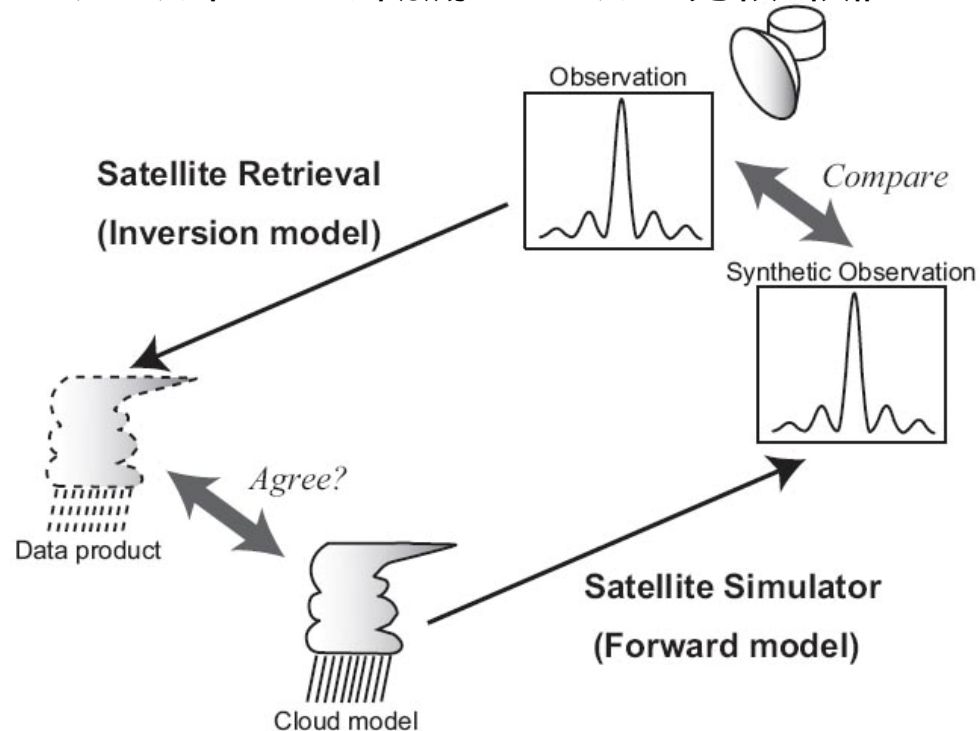 Observation
Satellite Retrieval
(Inversion model)
Compare
Synthetic Observation
Agree?
Data product
Satellite Simulator
(Forward model)
Cloud model